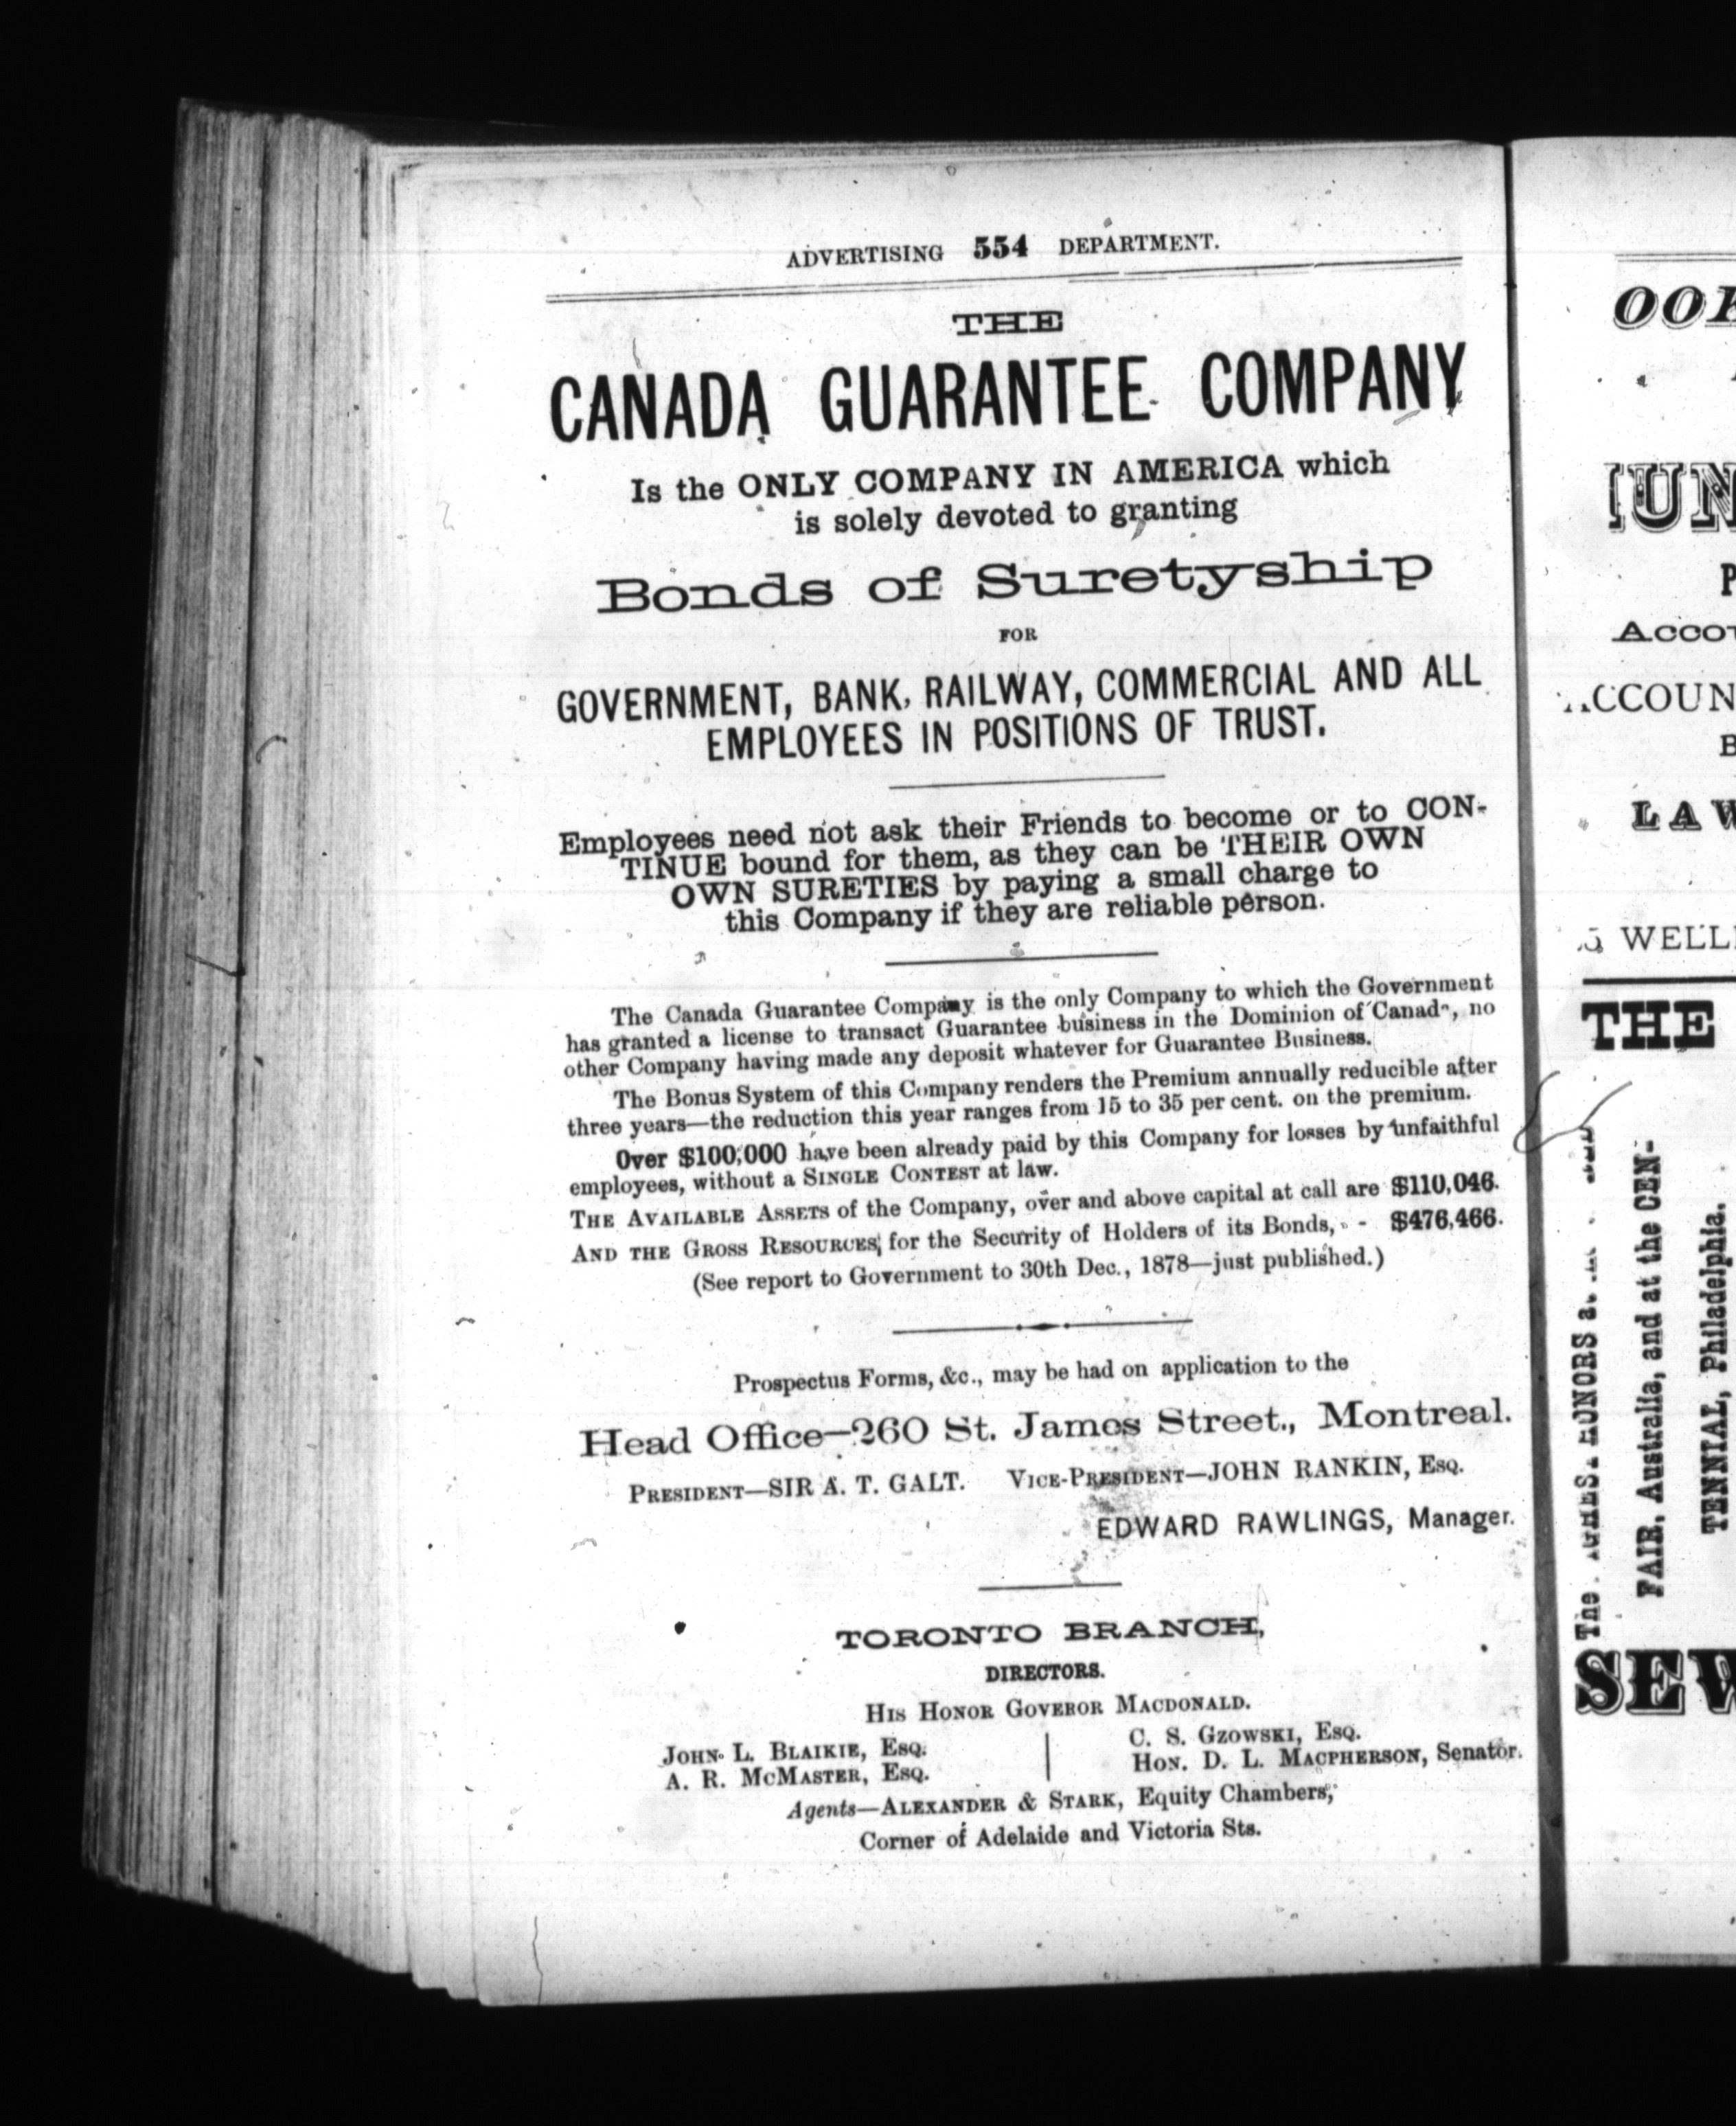 ADVERTISING 554 DEPARTMENT.
THE
CANADA GUARANTEE COMPANY
Is the ONLY COMPANY IN AMERICA which
is solely devoted to granting
Bonds of Suretyship
FOR
GOVERNMENT, BANK, RAILWAY, COMMERCIAL AND ALL
EMPLOYEES IN POSITIONS OF TRUST.
Employees need not ask their Friends to become or to CON-
TINUE bound for them, as they can be THEIR OWN
OWN SURETIES by paying a small charge to
this Company if they are reliable person.
The Canada Guarantee Company is the only Company to which the Government
has granted a license to transact Guarantee business in the Dominion of Canad", no
other Company having made any deposit whatever for Guarantee Business.
The Bonus System of this Company renders the Premium annually reducible after
three years—the reduction this year ranges from 15 to 35 per cent. on the premium.
Over $100,000 have been already paid by this Company for losses by unfaithful
employees, without a SINGLE CONTEST at law.
THE AVAILABLE ASSETS of the Company, over and above capital at call are $110,046.
AND THE GROSS RESOURCES, for the Security of Holders of its Bonds, - - $476,466.
(See report to Government to 30th Dec., 1878—just published.)
Prospectus Forms, &c., may be had on application to the
Head Office—260 St. James Street., Montreal.
PRESIDENT—SIR A. T. GALT. VICE-PRESIDENT—JOHN RANKIN, ESQ.
EDWARD RAWLINGS, Manager.
TORONTO BRANCH,
DIRECTORS.
HIS HONOR GOVEROR MACDONALD.
JOHN L. BLAIKIE, ESQ.
A. R. MCMASTER, ESQ.
C. S. GZOWSKI, ESQ.
HON. D. L. MACPHERSON, Senator.
Agents—ALEXANDER & STARK, Equity Chambers,
Corner of Adelaide and Victoria Sts.
LAW
WELL
THE
The HONORS
FAIR, Australia, and at the CEN-
TENNIAL, Philadelphia.
SEW